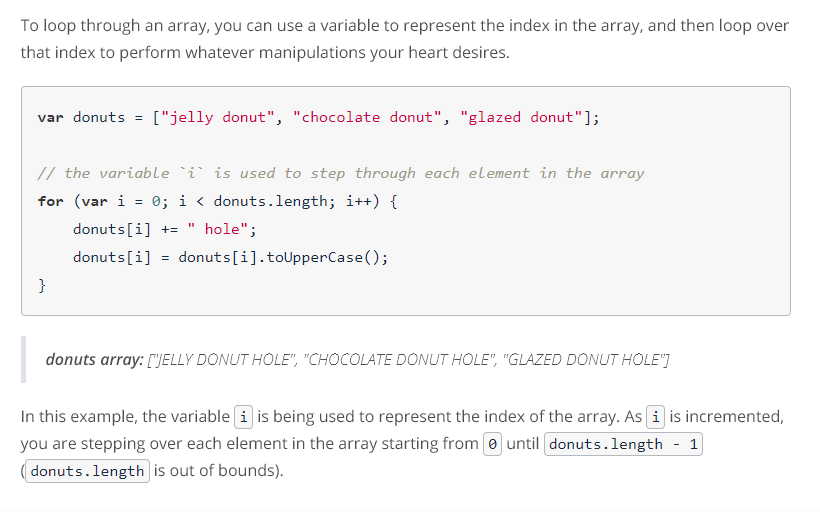 To loop through an array, you can use a variable to represent the index in the array, and then loop over
that index to perform whatever manipulations your heart desires.
var donuts = ["jelly donut", "chocolate donut", "glazed donut"];
// the variable `i` is used to step through each element in the array
for (var i = 0; i < donuts.length; i++) {
    donuts[i] += " hole";
    donuts[i] = donuts[i].toUpperCase();
}
donuts array: ["JELLY DONUT HOLE", "CHOCOLATE DONUT HOLE", "GLAZED DONUT HOLE"]
In this example, the variable i is being used to represent the index of the array. As i is incremented,
you are stepping over each element in the array starting from 0 until donuts.length - 1
(donuts.length is out of bounds).